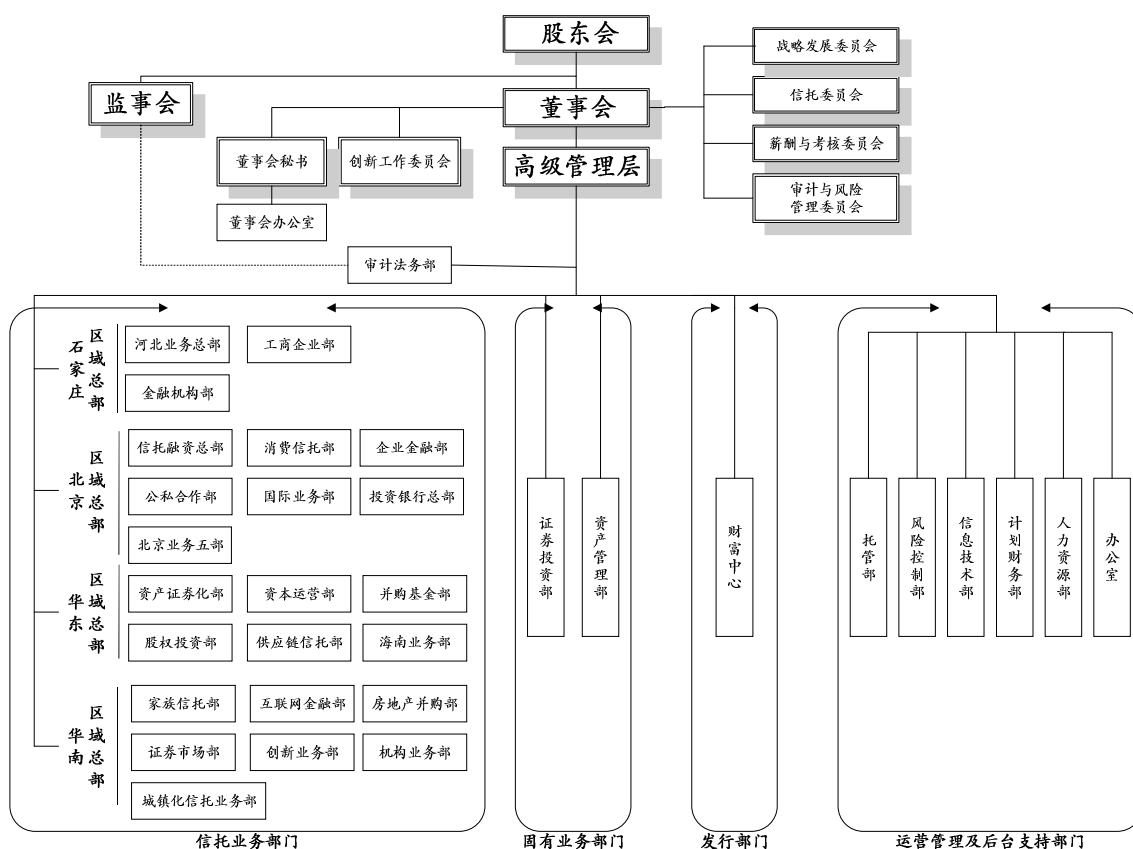 股东会
战略发展委员会
监事会
董事会
信托委员会
董事会秘书
创新工作委员会
高级管理层
薪酬与考核委员会
审计与风险
管理委员会
董事会办公室
审计法务部
石家庄
区域总部
河北业务总部
工商企业部
金融机构部
北京
区域总部
信托融资总部
消费信托部
企业金融部
公私合作部
国际业务部
投资银行总部
北京业务五部
华东
区域总部
资产证券化部
资本运营部
并购基金部
股权投资部
供应链信托部
海南业务部
华南
区域总部
家族信托部
互联网金融部
房地产并购部
证券市场部
创新业务部
机构业务部
城镇化信托业务部
证券投资部
资产管理部
财富中心
托管部
风险控制部
信息技术部
计划财务部
人力资源部
办公室
信托业务部门
固有业务部门
发行部门
运营管理及后台支持部门